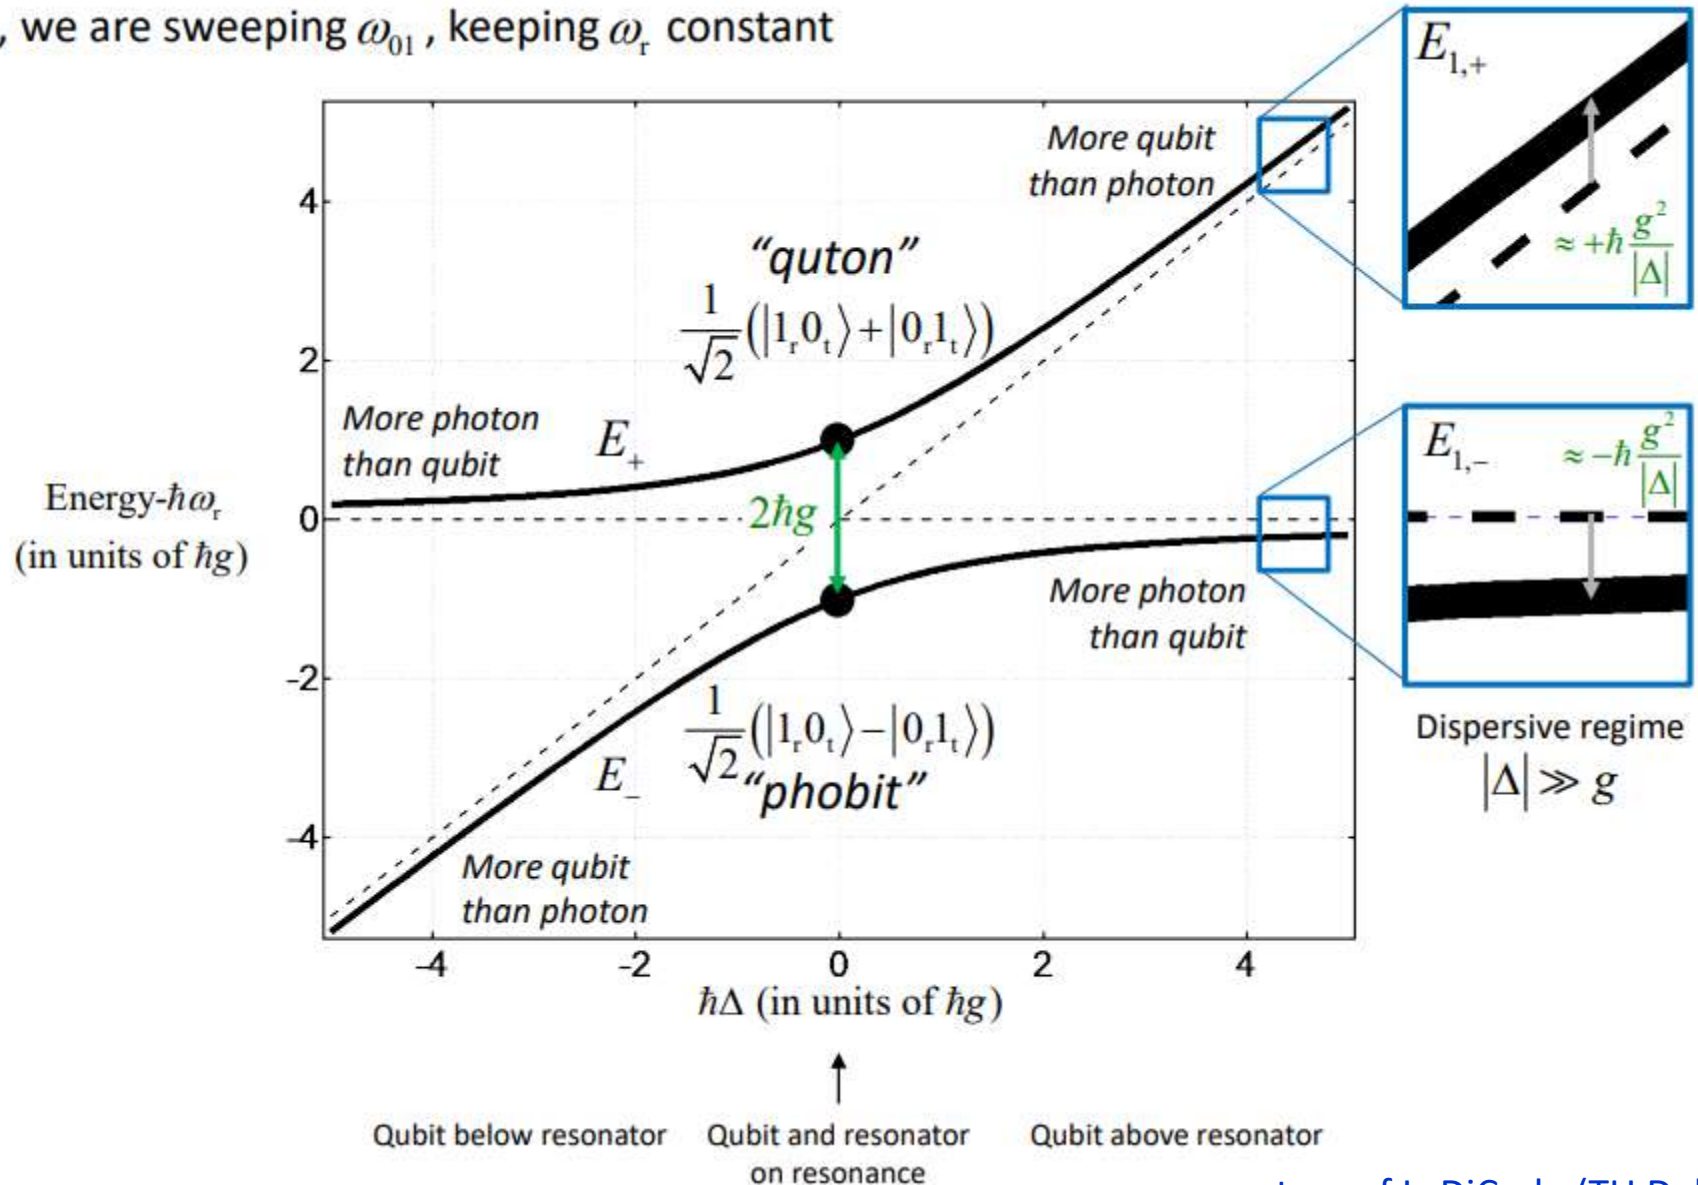 , we are sweeping ω₀₁ , keeping ωᵣ constant
E₁,₊
≈ +ħ g²/|Δ|
More qubit
than photon
4
"quton"
1/√2 (|1ᵣ0ₜ⟩+|0ᵣ1ₜ⟩)
2
More photon
than qubit
E₊
E₁,₋
≈ −ħ g²/|Δ|
Energy-ħωᵣ
(in units of ħg)
0
2ħg
More photon
than qubit
-2
1/√2 (|1ᵣ0ₜ⟩−|0ᵣ1ₜ⟩)
"phobit"
E₋
Dispersive regime
|Δ| ≫ g
-4
More qubit
than photon
-4 -2 0 2 4
ħΔ (in units of ħg)
Qubit below resonator
Qubit and resonator
on resonance
Qubit above resonator